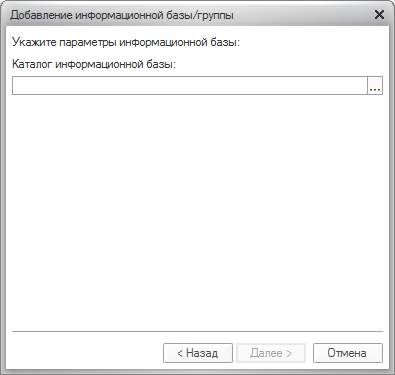 Добавление информационной базы/группы
Укажите параметры информационной базы:
Каталог информационной базы:
...
< Назад
Далее >
Отмена